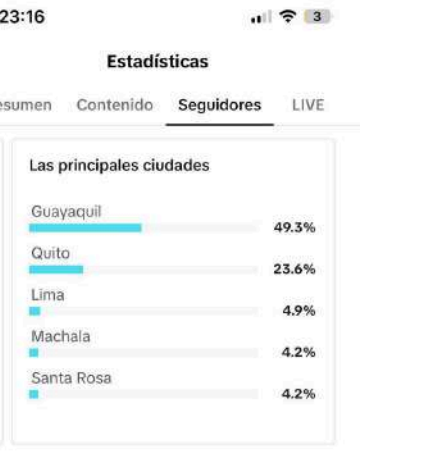 23:16
3
Estadísticas
esumen Contenido Seguidores LIVE
Las principales ciudades
Guayaquil
49.3%
Quito
23.6%
Lima
4.9%
Machala
4.2%
Santa Rosa
4.2%